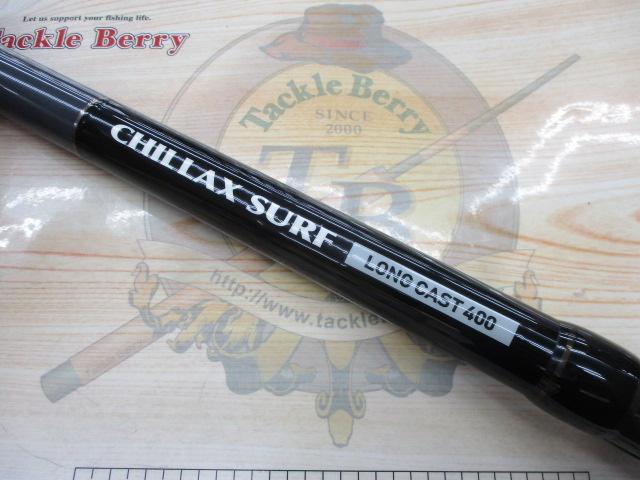 Let us support your fishing life.
Tackle Berry
Tackle Berry
SINCE
2000
TB
CHILLAX SURF
LONG CAST 400
http://www.tackle